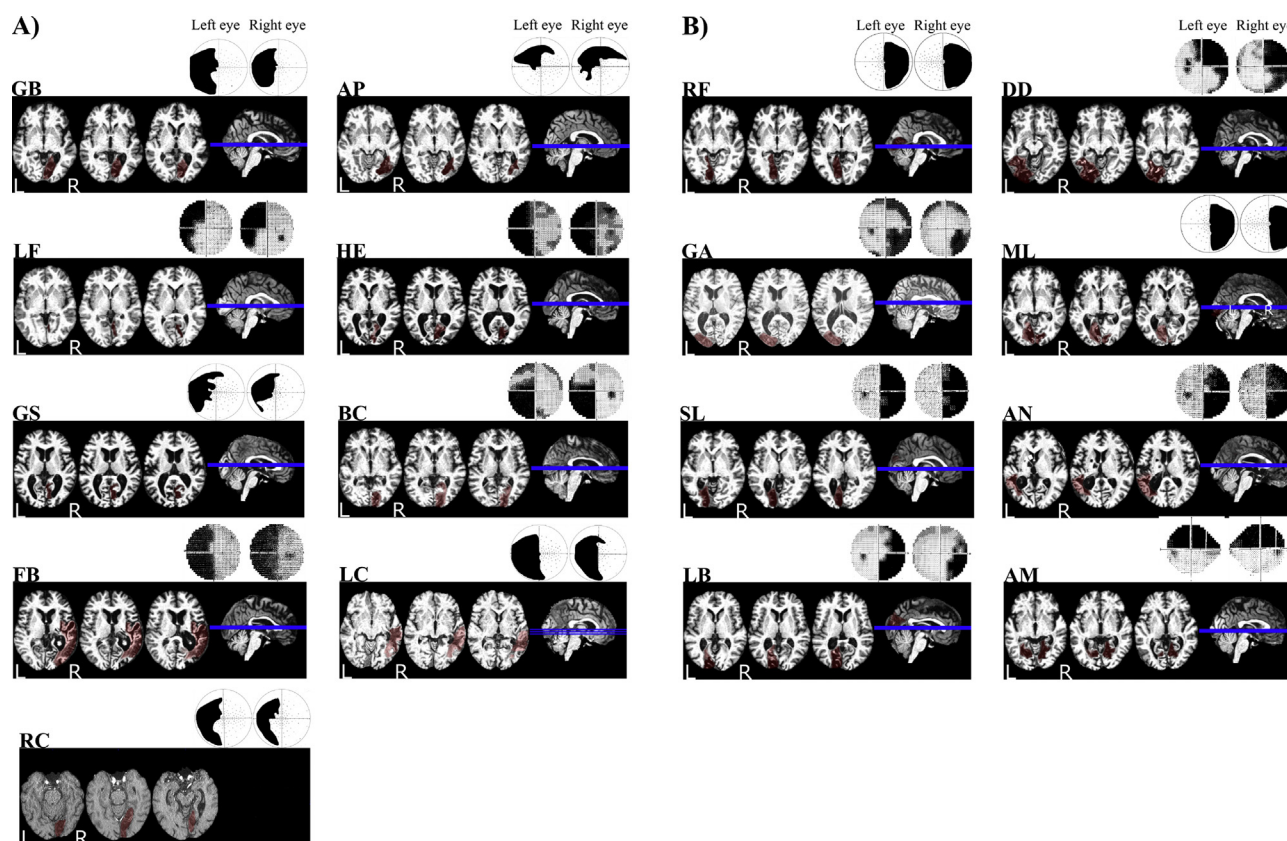 A) Left eye Right eye Left eye Right eye B) Left eye Right eye Left eye Right eye
GB AP RF DD
L R L R L R
LF HE GA ML
L R L R L R L R
GS BC SL AN
L R L R L R
FB LC LB AM
L R L R L R
RC
L R